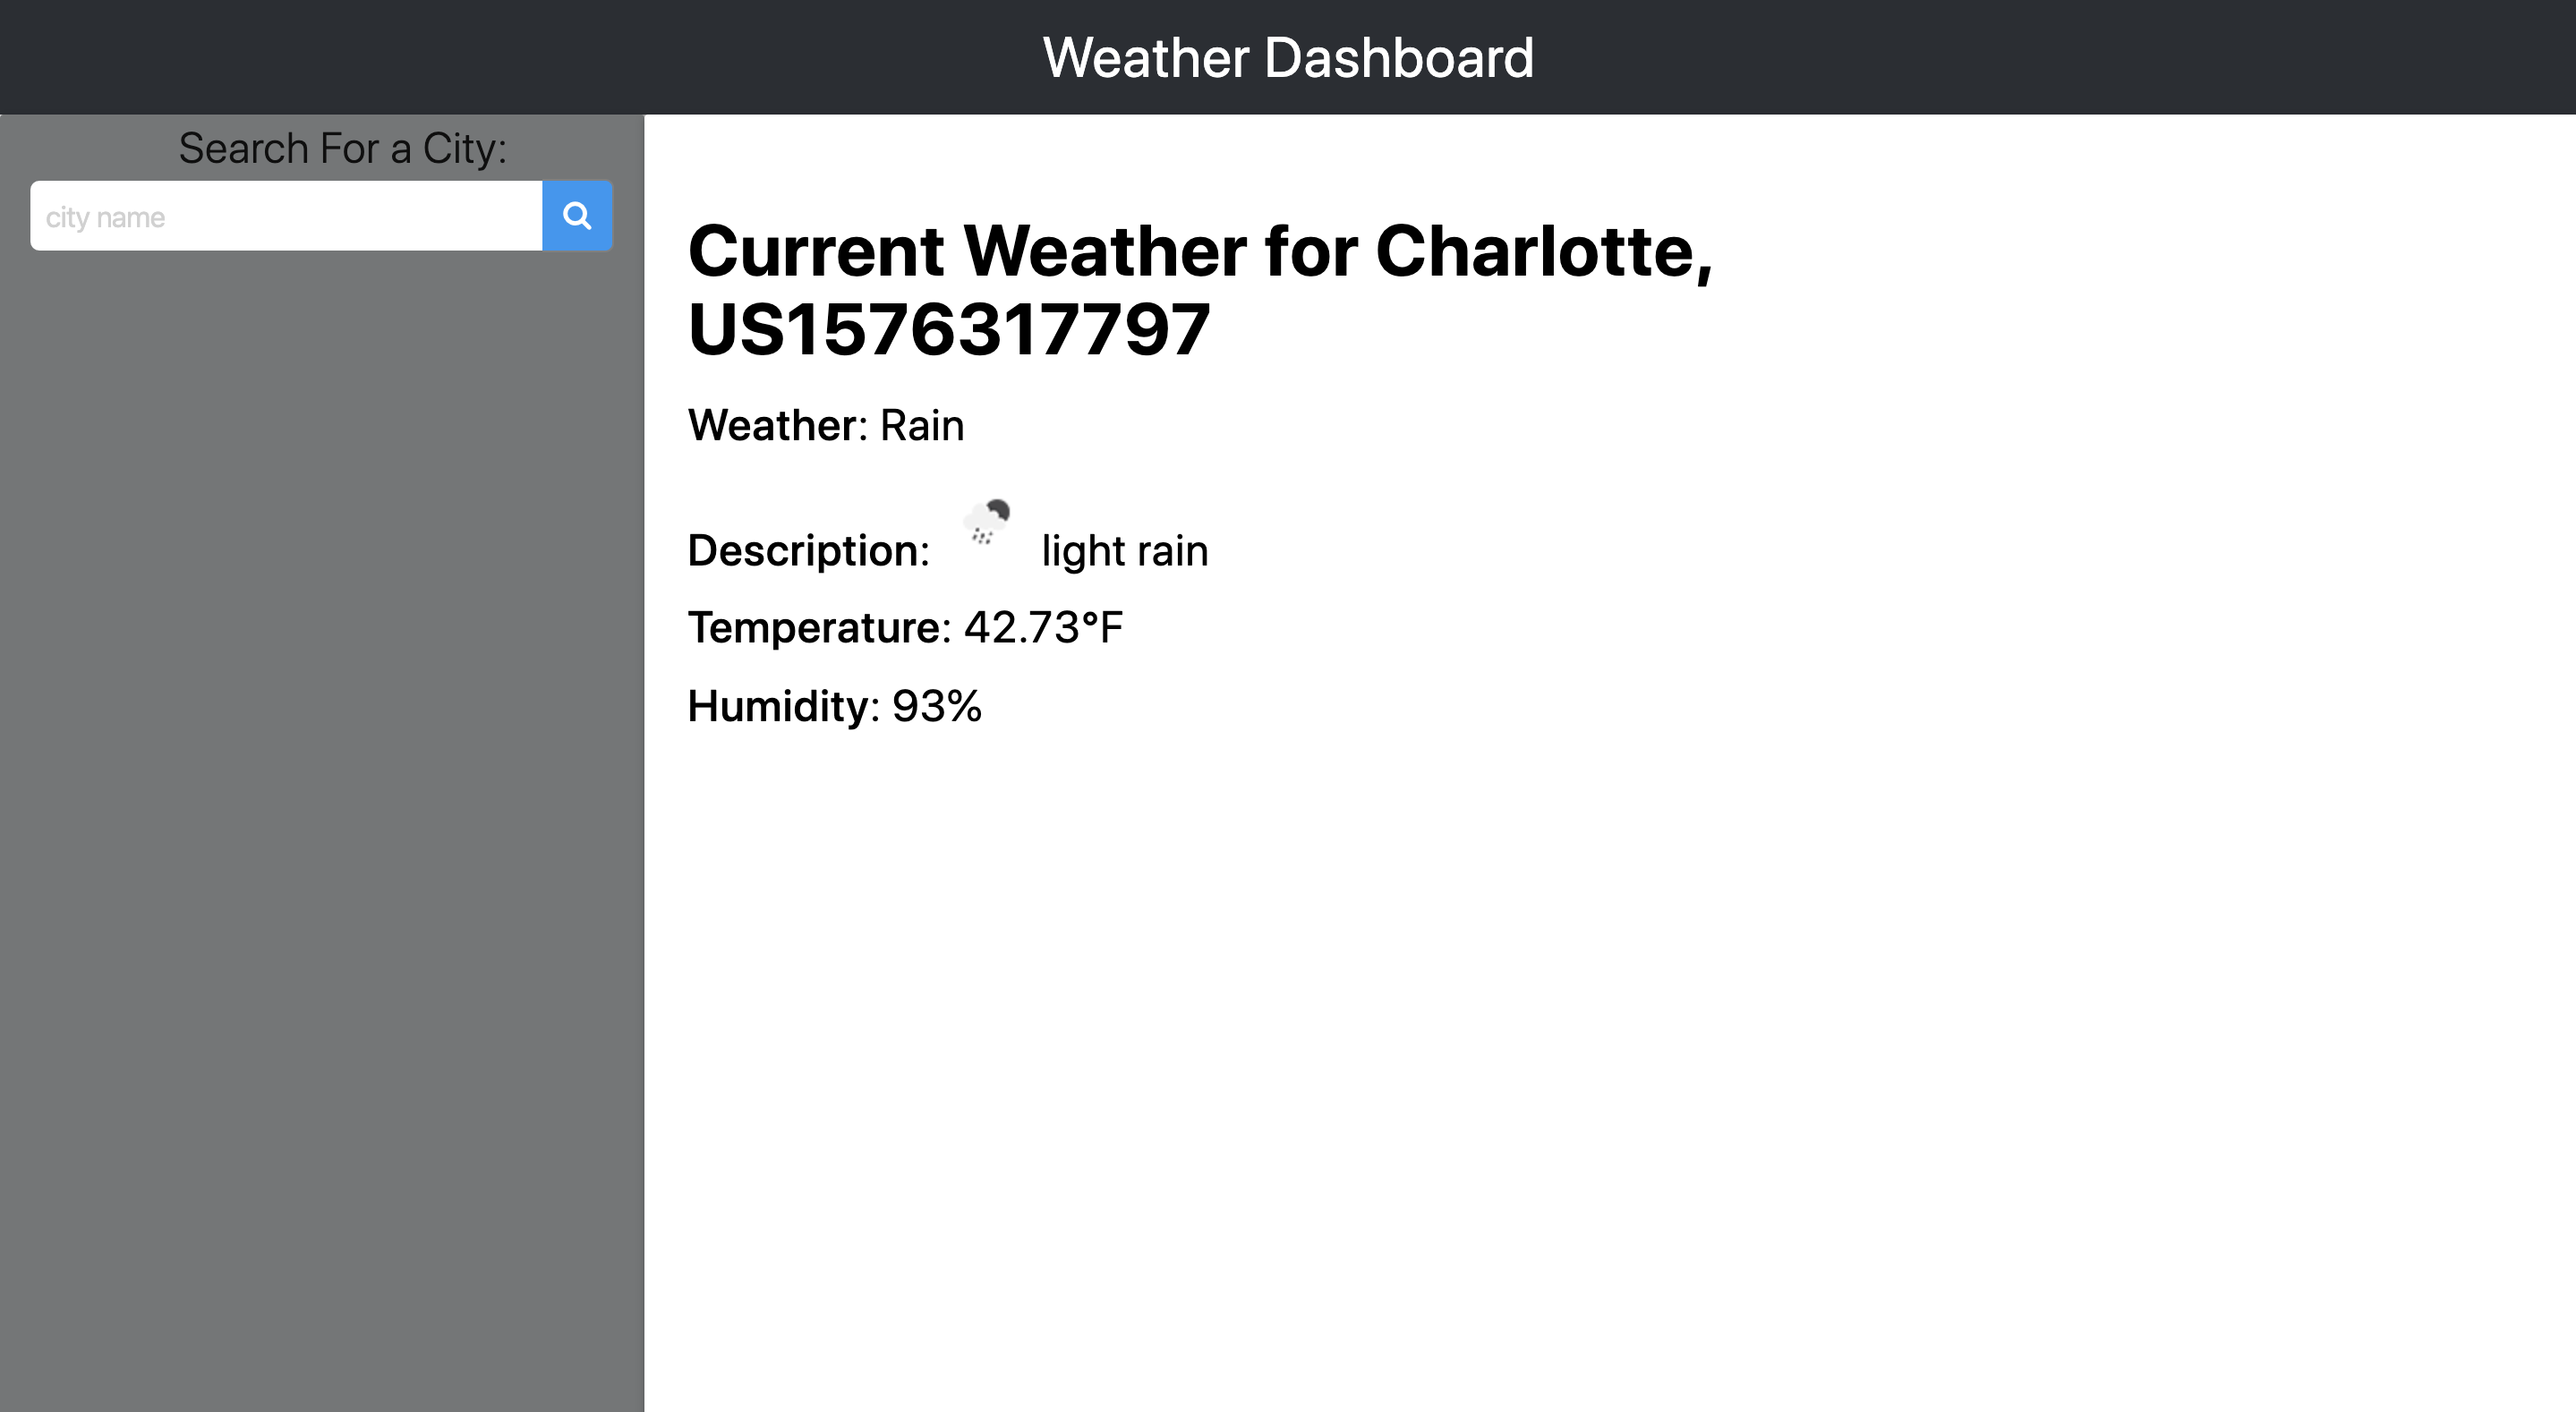 Weather Dashboard
Search For a City:
city name
Current Weather for Charlotte,
US1576317797
Weather: Rain
Description: light rain
Temperature: 42.73°F
Humidity: 93%